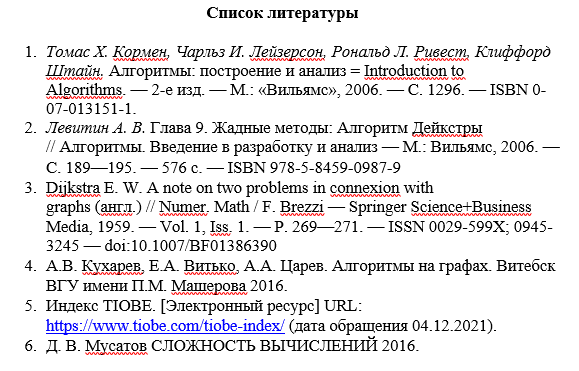 Список литературы
1. Томас Х. Кормен, Чарльз И. Лейзерсон, Рональд Л. Ривест, Клиффорд
Штайн. Алгоритмы: построение и анализ = Introduction to
Algorithms. — 2-е изд. — М.: «Вильямс», 2006. — С. 1296. — ISBN 0-
07-013151-1.
2. Левитин А. В. Глава 9. Жадные методы: Алгоритм Дейкстры
// Алгоритмы. Введение в разработку и анализ — М.: Вильямс, 2006. —
С. 189—195. — 576 с. — ISBN 978-5-8459-0987-9
3. Dijkstra E. W. A note on two problems in connexion with
graphs (англ.) // Numer. Math / F. Brezzi — Springer Science+Business
Media, 1959. — Vol. 1, Iss. 1. — P. 269—271. — ISSN 0029-599X; 0945-
3245 — doi:10.1007/BF01386390
4. А.В. Кухарев, Е.А. Витько, А.А. Царев. Алгоритмы на графах. Витебск
ВГУ имени П.М. Машерова 2016.
5. Индекс TIOBE. [Электронный ресурс] URL:
https://www.tiobe.com/tiobe-index/ (дата обращения 04.12.2021).
6. Д. В. Мусатов СЛОЖНОСТЬ ВЫЧИСЛЕНИЙ 2016.